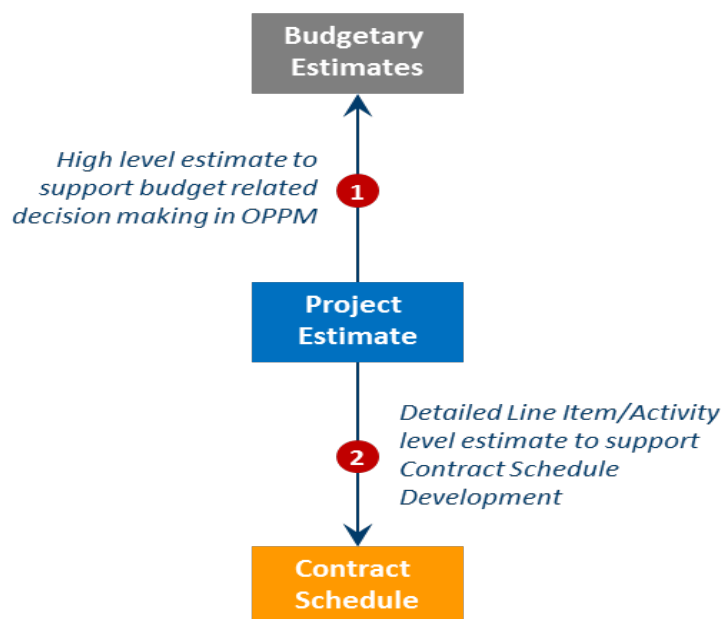 Budgetary
Estimates
High level estimate to
support budget related
decision making in OPPM
1
Project
Estimate
Detailed Line Item/Activity
level estimate to support
Contract Schedule
Development
2
Contract
Schedule